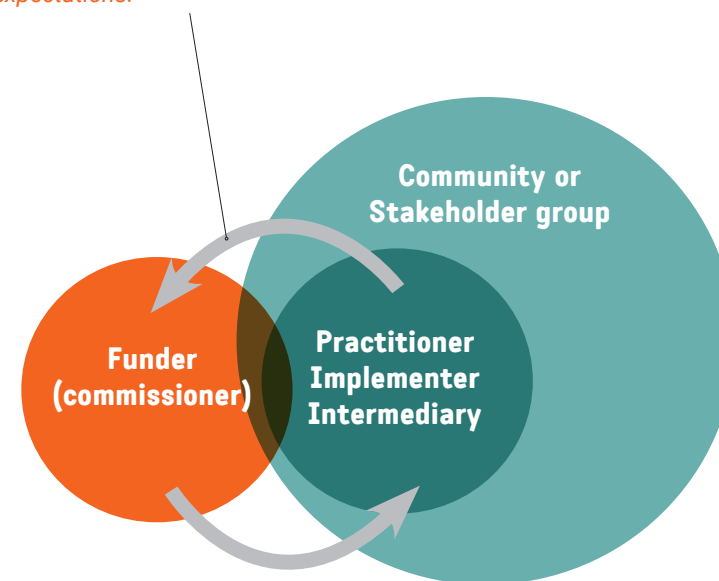 expectations.
Community or
Stakeholder group
Funder
(commissioner)
Practitioner
Implementer
Intermediary